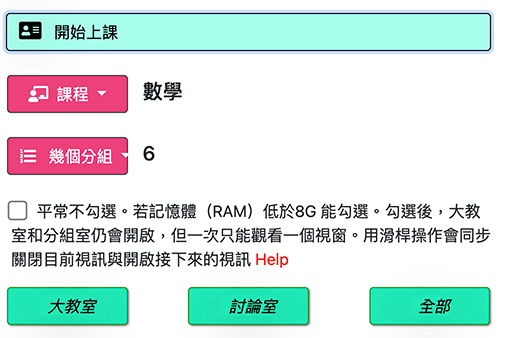 開始上課
課程 數學
幾個分組 6
平常不勾選。若記憶體（RAM）低於8G 能勾選。勾選後，大教
室和分組室仍會開啟，但一次只能觀看一個視窗。用滑桿操作會同步
關閉目前視訊與開啟接下來的視訊 Help
大教室 討論室 全部